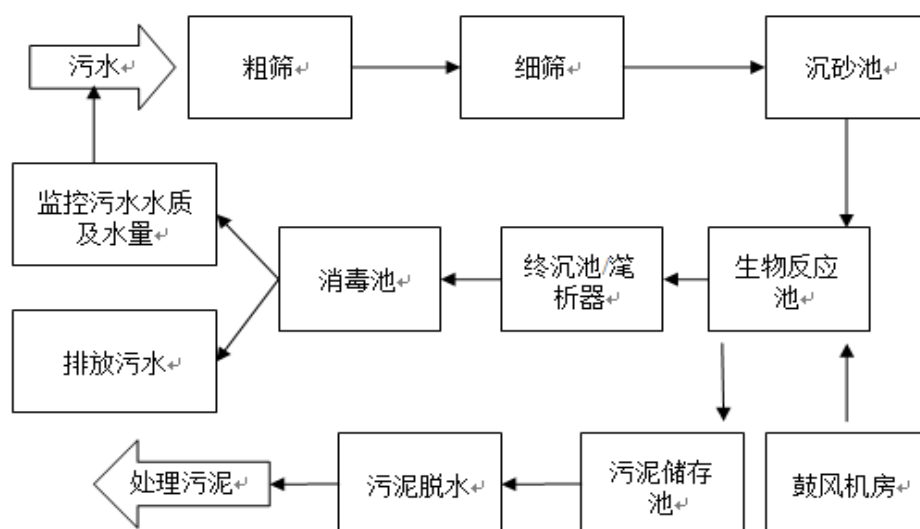 污水
粗筛
细筛
沉砂池
监控污水水质
及水量
消毒池
终沉池/滗
析器
生物反应
池
排放污水
处理污泥
污泥脱水
污泥储存
池
鼓风机房